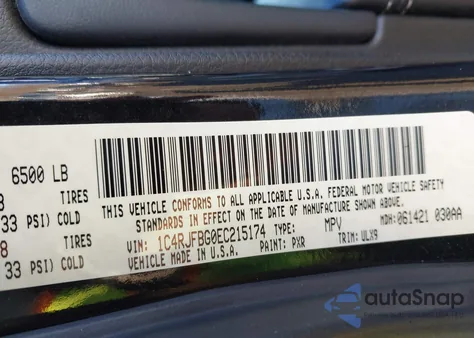 6500 LB
TIRES
33 PSI) COLD
TIRES
33 PSI) COLD
THIS VEHICLE CONFORMS TO ALL APPLICABLE U.S.A. FEDERAL MOTOR VEHICLE SAFETY
STANDARDS IN EFFECT ON THE DATE OF MANUFACTURE SHOWN ABOVE.
VIN: 1C4RJFBG0EC215174 TYPE: MPV MDH: 061421 030AA
VEHICLE MADE IN U.S.A. PAINT: PXR TRIM: ULX9
autoSnap